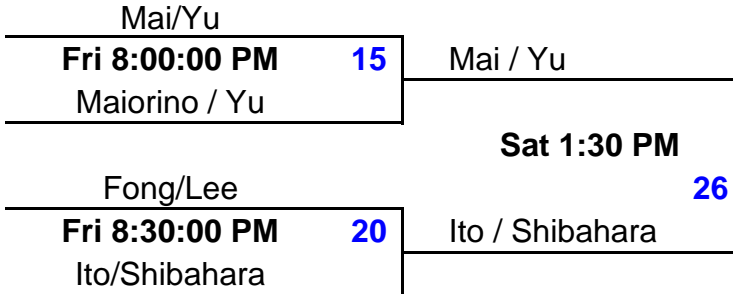 Mai/Yu
Fri 8:00:00 PM 15 Mai / Yu
Maiorino / Yu
Sat 1:30 PM
Fong/Lee 26
Fri 8:30:00 PM 20 Ito / Shibahara
Ito/Shibahara